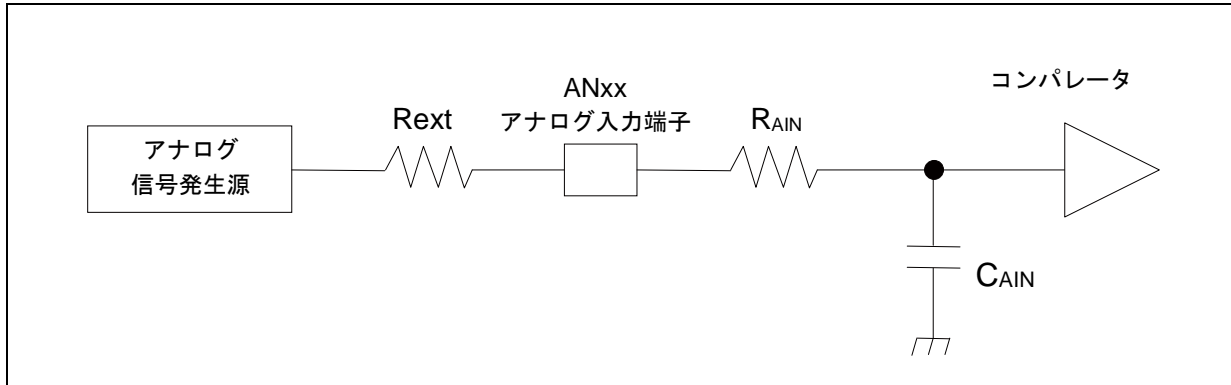 アナログ
信号発生源
Rext
ANxx
アナログ入力端子
RAIN
コンパレータ
CAIN